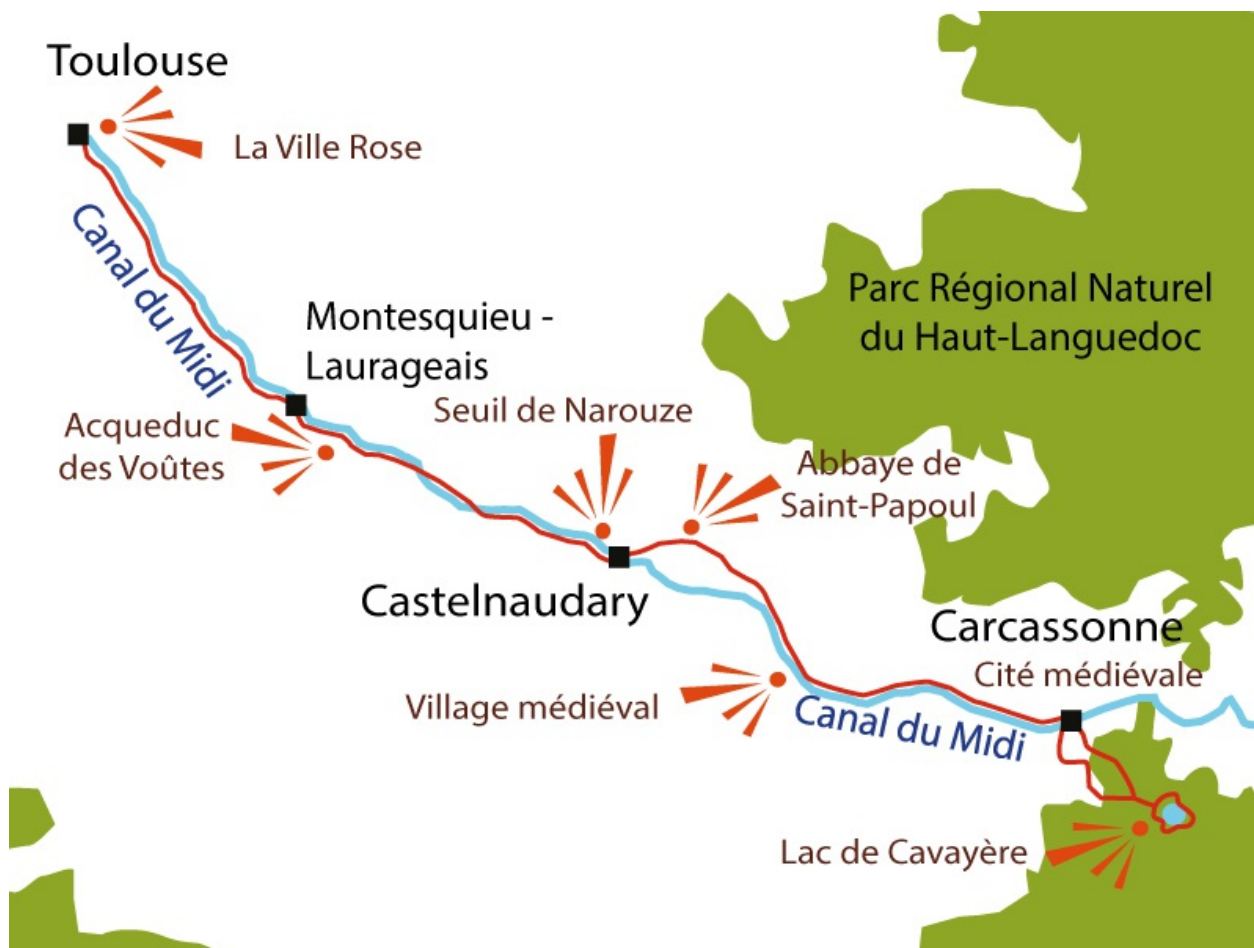 Toulouse
La Ville Rose
Canal du Midi
Parc Régional Naturel
du Haut-Languedoc
Montesquieu -
Laurageais
Seuil de Narouze
Acqueduc
des Voûtes
Abbaye de
Saint-Papoul
Castelnaudary
Carcassonne
Cité médiévale
Village médiéval
Canal du Midi
Lac de Cavayère